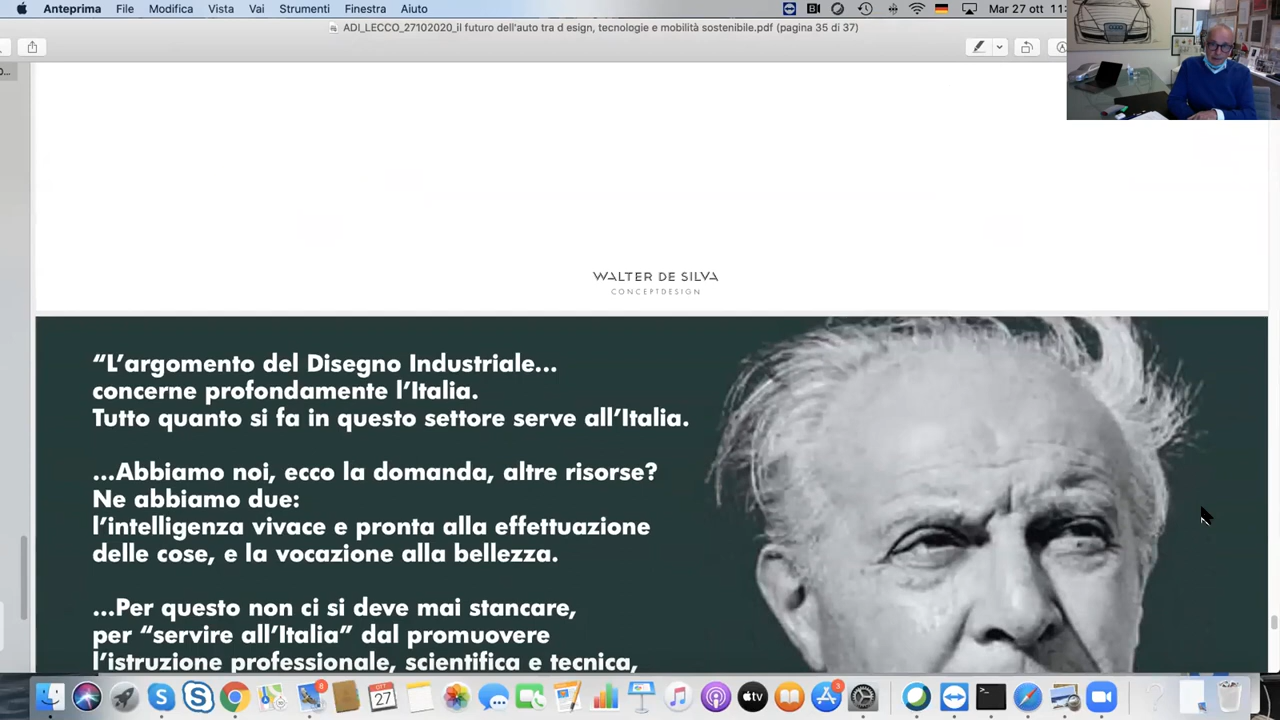 Anteprima File Modifica Vista Vai Strumenti Finestra Aiuto Mar 27 ott 11:
ADI_LECCO_27102020_il futuro dell'auto tra d esign, tecnologie e mobilità sostenibile.pdf (pagina 35 di 37)
WALTER DE SILVA
CONCEPTDESIGN
“L’argomento del Disegno Industriale...
concerne profondamente l’Italia.
Tutto quanto si fa in questo settore serve all’Italia.
...Abbiamo noi, ecco la domanda, altre risorse?
Ne abbiamo due:
l’intelligenza vivace e pronta alla effettuazione
delle cose, e la vocazione alla bellezza.
...Per questo non ci si deve mai stancare,
per “servire all’Italia” dal promuovere
l’istruzione professionale, scientifica e tecnica,
OTT
27
tv